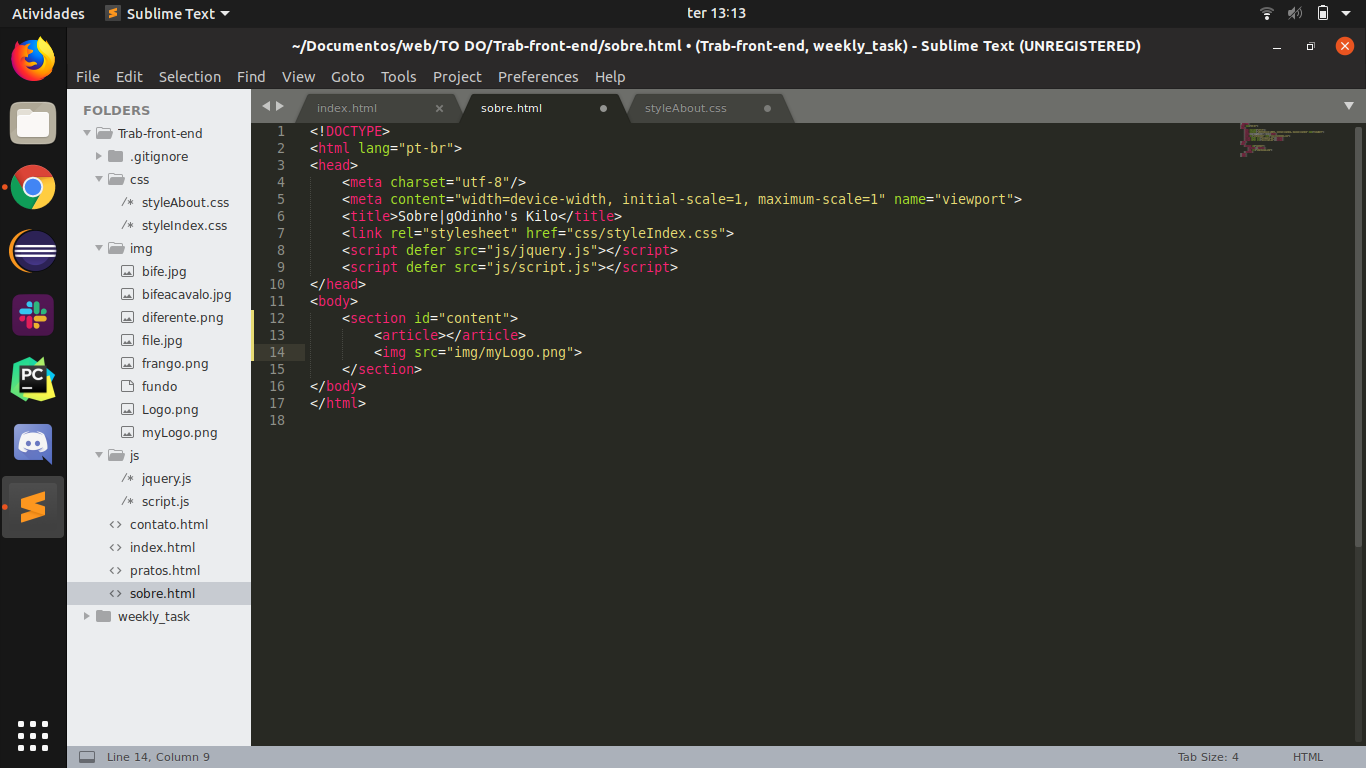 Atividades Sublime Text ter 13:13
~/Documentos/web/TO DO/Trab-front-end/sobre.html • (Trab-front-end, weekly_task) - Sublime Text (UNREGISTERED)
File Edit Selection Find View Goto Tools Project Preferences Help
FOLDERS
Trab-front-end
.gitignore
css
/* styleAbout.css
/* styleIndex.css
img
bife.jpg
bifeacavalo.jpg
diferente.png
file.jpg
frango.png
fundo
Logo.png
myLogo.png
js
/* jquery.js
/* script.js
<> contato.html
<> index.html
<> pratos.html
<> sobre.html
weekly_task
index.html × sobre.html styleAbout.css
1 <!DOCTYPE>
2 <html lang="pt-br">
3 <head>
4 <meta charset="utf-8"/>
5 <meta content="width=device-width, initial-scale=1, maximum-scale=1" name="viewport">
6 <title>Sobre|gOdinho's Kilo</title>
7 <link rel="stylesheet" href="css/styleIndex.css">
8 <script defer src="js/jquery.js"></script>
9 <script defer src="js/script.js"></script>
10 </head>
11 <body>
12 <section id="content">
13 <article></article>
14 <img src="img/myLogo.png">
15 </section>
16 </body>
17 </html>
18
PC
Line 14, Column 9 Tab Size: 4 HTML